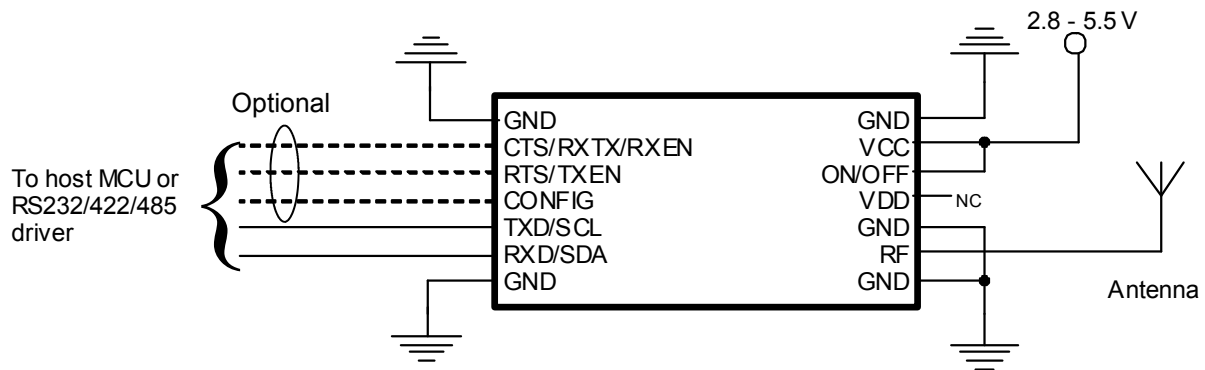 2.8 - 5.5 V
Optional
To host MCU or
RS232/422/485
driver
GND
CTS/RXTX/RXEN
RTS/TXEN
CONFIG
TXD/SCL
RXD/SDA
GND
GND
VCC
ON/OFF
VDD
NC
GND
RF
GND
Antenna